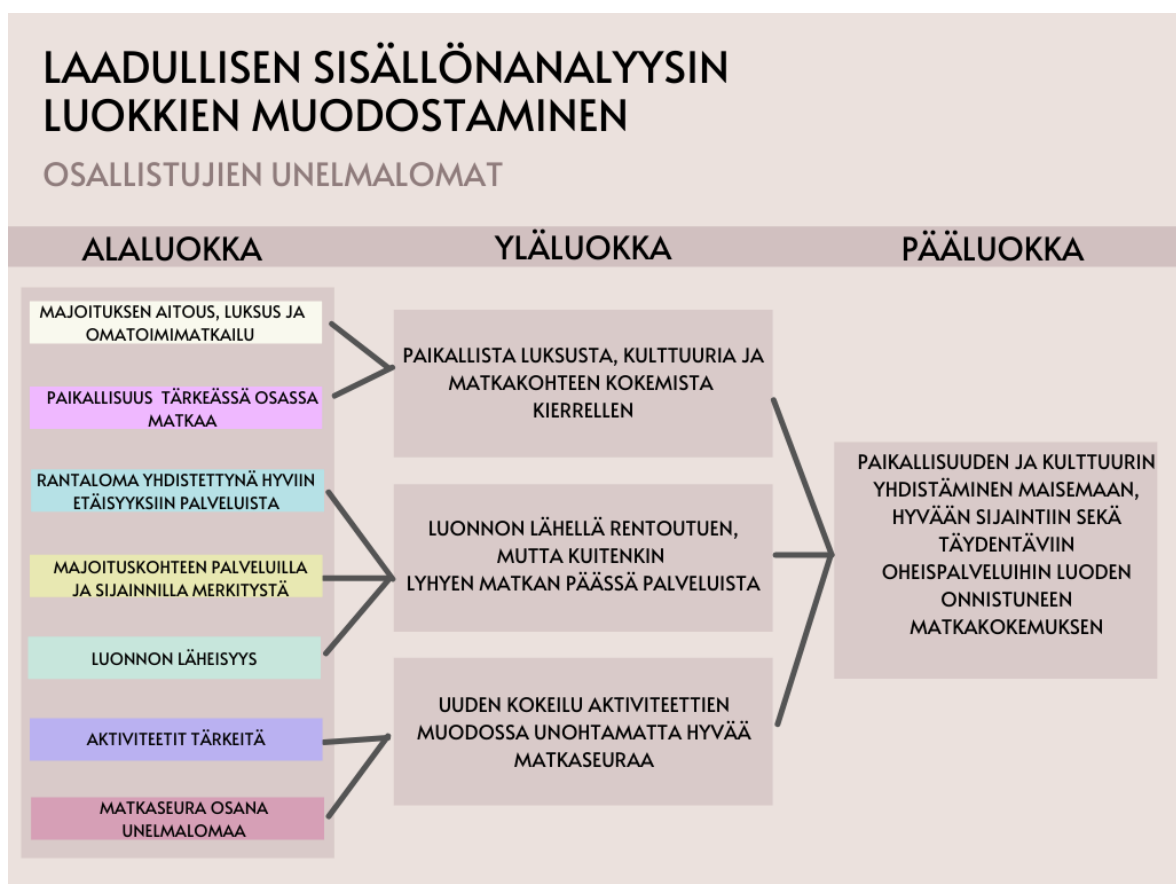 LAADULLISEN SISÄLLÖNANALYYSIN
LUOKKIEN MUODOSTAMINEN
OSALLISTUJIEN UNELMALOMAT
ALALUOKKA
YLÄLUOKKA
PÄÄLUOKKA
MAJOITUKSEN AITOUS, LUKSUS JA
OMATOIMIMATKAILU
PAIKALLISUUS TÄRKEÄSSÄ OSASSA
MATKAA
RANTALOMA YHDISTETTYNÄ HYVIIN
ETÄISYYKSIIN PALVELUISTA
MAJOITUSKOHTEEN PALVELUILLA
JA SIJAINNILLA MERKITYSTÄ
LUONNON LÄHEISYYS
AKTIVITEETIT TÄRKEITÄ
MATKASEURA OSANA
UNELMALOMAA
PAIKALLISTA LUKSUSTA, KULTTUURIA JA
MATKAKOHTEEN KOKEMISTA
KIERRELLEN
LUONNON LÄHELLÄ RENTOUTUEN,
MUTTA KUITENKIN
LYHYEN MATKAN PÄÄSSÄ PALVELUISTA
UUDEN KOKEILU AKTIVITEETTIEN
MUODOSSA UNOHTAMATTA HYVÄÄ
MATKASEURAA
PAIKALLISUUDEN JA KULTTUURIN
YHDISTÄMINEN MAISEMAAN,
HYVÄÄN SIJAINTIIN SEKÄ
TÄYDENTÄVIIN
OHEISPALVELUIHIN LUODEN
ONNISTUNEEN
MATKAKOKEMUKSEN